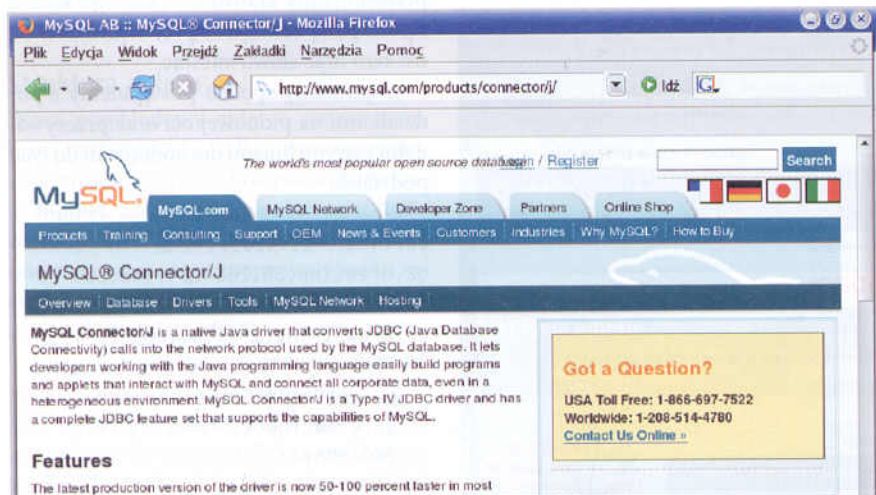 MySQL AB :: MySQL® Connector/J - Mozilla Firefox
Plik Edycja Widok Przejdź Zakładki Narzędzia Pomoc
http://www.mysql.com/products/connector/j/ Idź
The world's most popular open source database Login / Register Search
MySQL.
MySQL.com MySQL Network Developer Zone Partners Online Shop
Products Training Consulting Support OEM News & Events Customers Industries Why MySQL? How to Buy
MySQL® Connector/J
Overview Database Drivers Tools MySQL Network Hosting
MySQL Connector/J is a native Java driver that converts JDBC (Java Database
Connectivity) calls into the network protocol used by the MySQL database. It lets
developers working with the Java programming language easily build programs
and applets that interact with MySQL and connect all corporate data, even in a
heterogeneous environment. MySQL Connector/J is a Type IV JDBC driver and has
a complete JDBC feature set that supports the capabilities of MySQL.
Got a Question?
USA Toll Free: 1-866-697-7522
Worldwide: 1-208-514-4780
Contact Us Online »
Features
The latest production version of the driver is now 50-100 percent faster in most